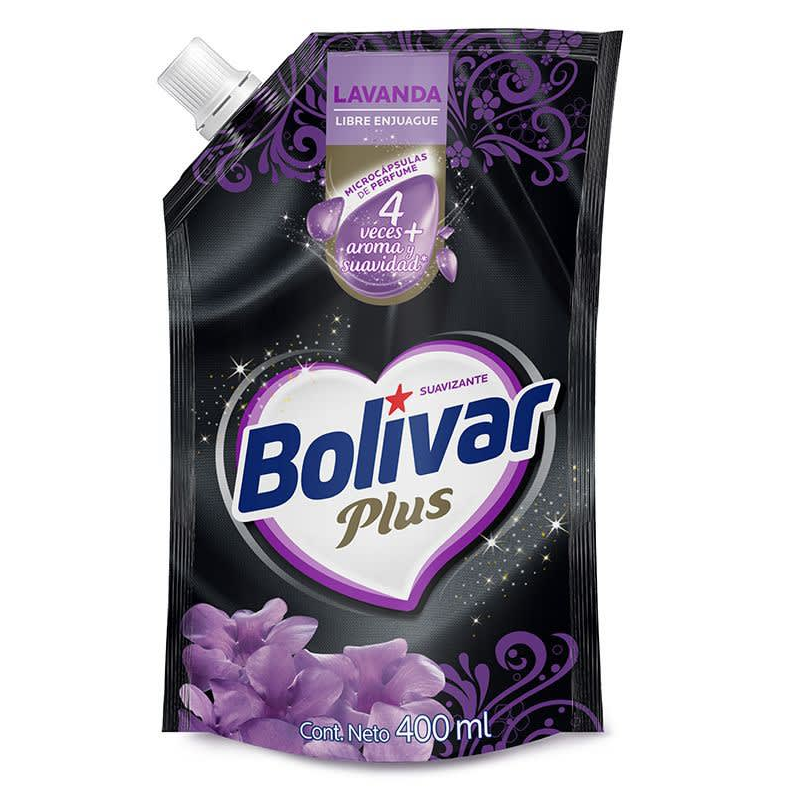 LAVANDA
LIBRE ENJUAGUE
MICROCÁPSULAS
DE PERFUME
4
veces +
aroma y
suavidad*
SUAVIZANTE
Bolivar
Plus
Cont. Neto 400 ml